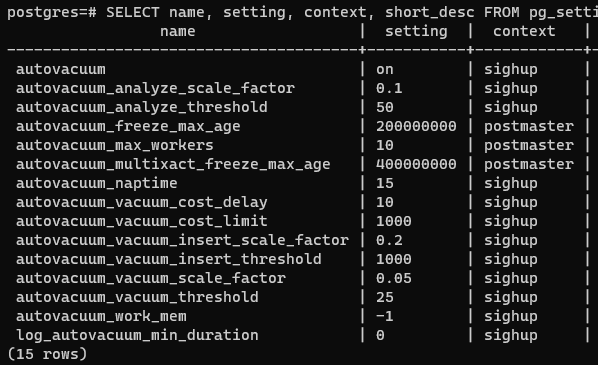 postgres=# SELECT name, setting, context, short_desc FROM pg_setti
                 name                  |  setting  |  context   |
---------------------------------------+-----------+------------+-
 autovacuum                            | on        | sighup     |
 autovacuum_analyze_scale_factor       | 0.1       | sighup     |
 autovacuum_analyze_threshold          | 50        | sighup     |
 autovacuum_freeze_max_age             | 200000000 | postmaster |
 autovacuum_max_workers                | 10        | postmaster |
 autovacuum_multixact_freeze_max_age   | 400000000 | postmaster |
 autovacuum_naptime                    | 15        | sighup     |
 autovacuum_vacuum_cost_delay          | 10        | sighup     |
 autovacuum_vacuum_cost_limit          | 1000      | sighup     |
 autovacuum_vacuum_insert_scale_factor | 0.2       | sighup     |
 autovacuum_vacuum_insert_threshold    | 1000      | sighup     |
 autovacuum_vacuum_scale_factor        | 0.05      | sighup     |
 autovacuum_vacuum_threshold           | 25        | sighup     |
 autovacuum_work_mem                   | -1        | sighup     |
 log_autovacuum_min_duration           | 0         | sighup     |
(15 rows)